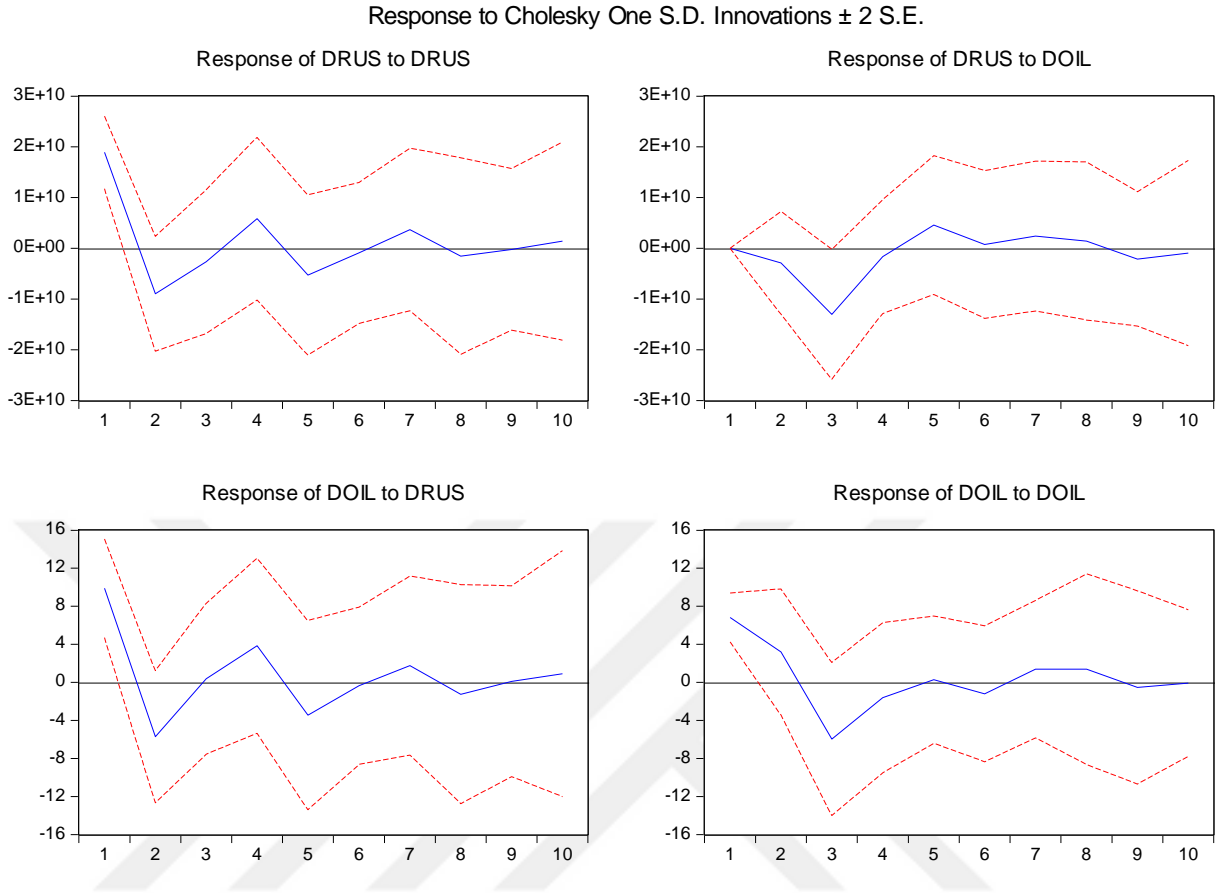 Response to Cholesky One S.D. Innovations ± 2 S.E.
Response of DRUS to DRUS
3E+10
2E+10
1E+10
0E+00
-1E+10
-2E+10
-3E+10
1 2 3 4 5 6 7 8 9 10
Response of DRUS to DOIL
3E+10
2E+10
1E+10
0E+00
-1E+10
-2E+10
-3E+10
1 2 3 4 5 6 7 8 9 10
Response of DOIL to DRUS
16
12
8
4
0
-4
-8
-12
-16
1 2 3 4 5 6 7 8 9 10
Response of DOIL to DOIL
16
12
8
4
0
-4
-8
-12
-16
1 2 3 4 5 6 7 8 9 10